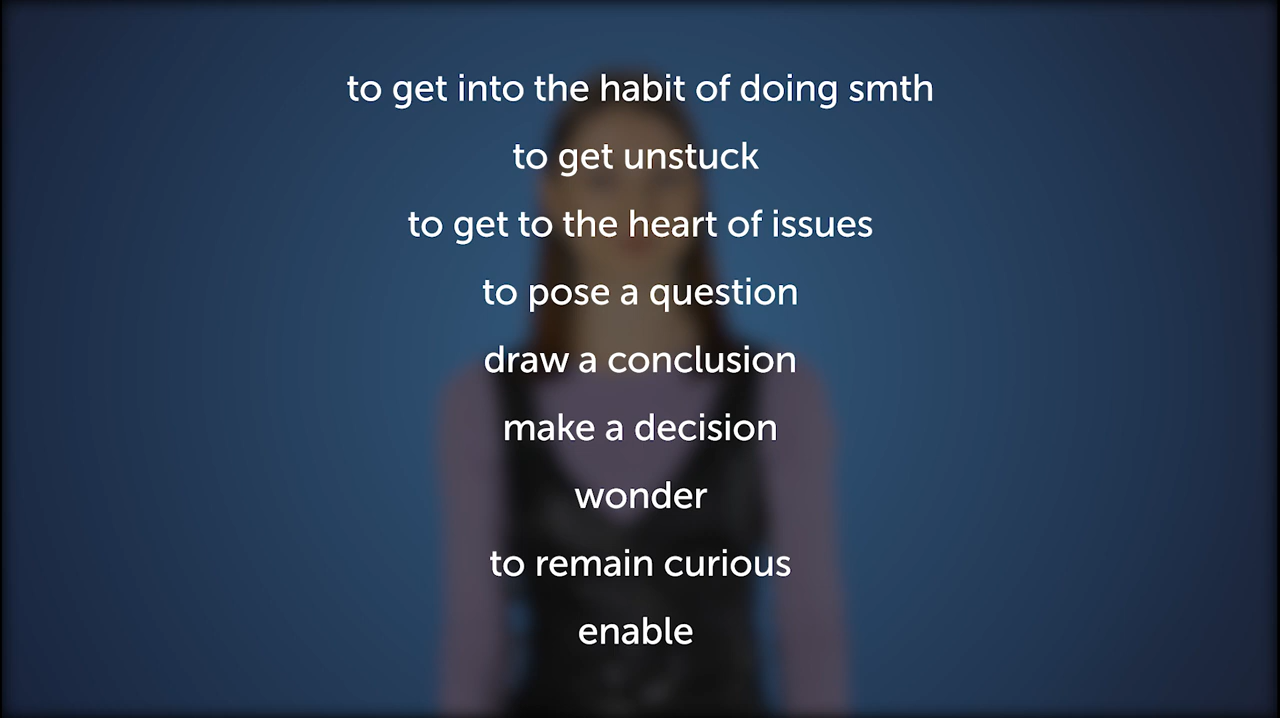 to get into the habit of doing smth
to get unstuck
to get to the heart of issues
to pose a question
draw a conclusion
make a decision
wonder
to remain curious
enable